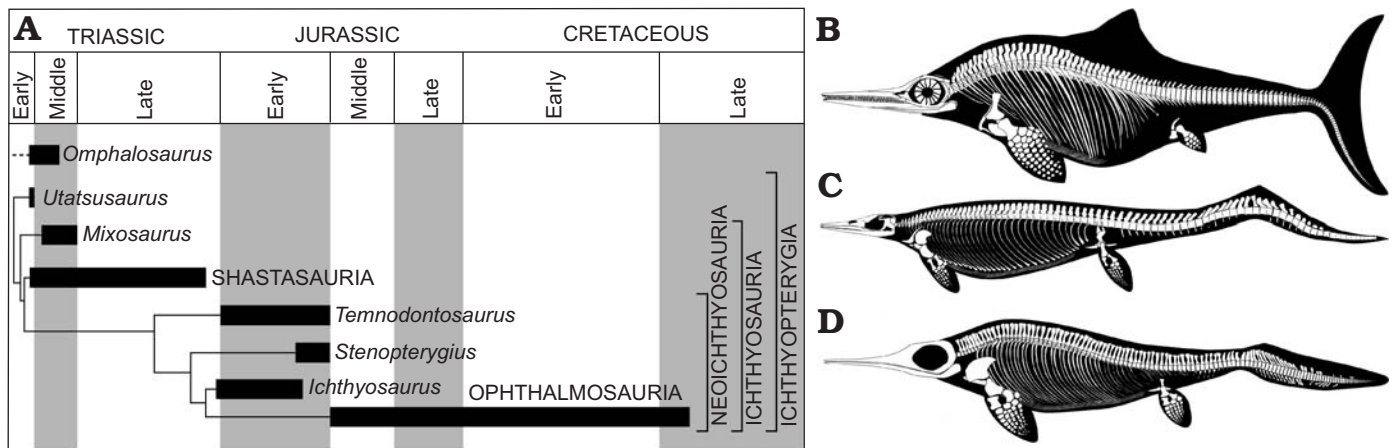 A
TRIASSIC JURASSIC CRETACEOUS
Early Middle Late Early Middle Late Early Late
Omphalosaurus
Utatsusaurus
Mixosaurus
SHASTASAURIA
Temnodontosaurus
Stenopterygius
Ichthyosaurus
OPHTHALMOSAURIA
NEOICHTHYOSAURIA
ICHTHYOSAURIA
ICHTHYOPTERYGIA
B
C
D